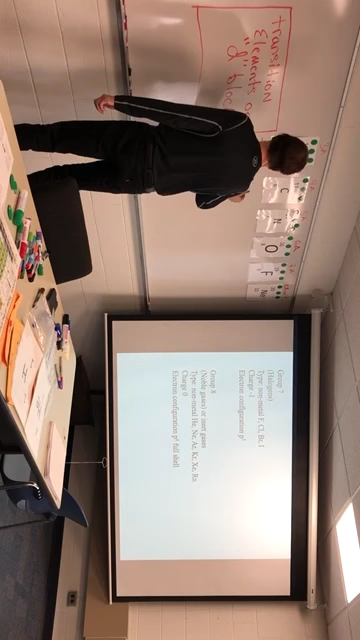 transition
Elements or
"d" bloc
C
N
O
F
Ne
Group 7
(Halogens)
Type: non-metal F, Cl, Br, I
Charge -1
Electron configuration p⁵
Group 8
(Noble gases) or inert gases
Type: non-metal He, Ne, Ar, Kr, Xe, Rn
Charge 0
Electron configuration p⁶ full shell